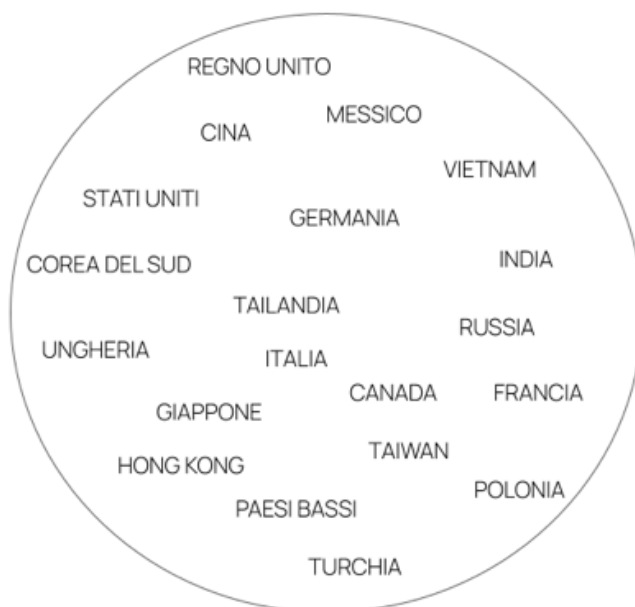 REGNO UNITO
MESSICO
CINA
VIETNAM
STATI UNITI
GERMANIA
INDIA
COREA DEL SUD
TAILANDIA
RUSSIA
UNGHERIA
ITALIA
CANADA
FRANCIA
GIAPPONE
TAIWAN
HONG KONG
POLONIA
PAESI BASSI
TURCHIA